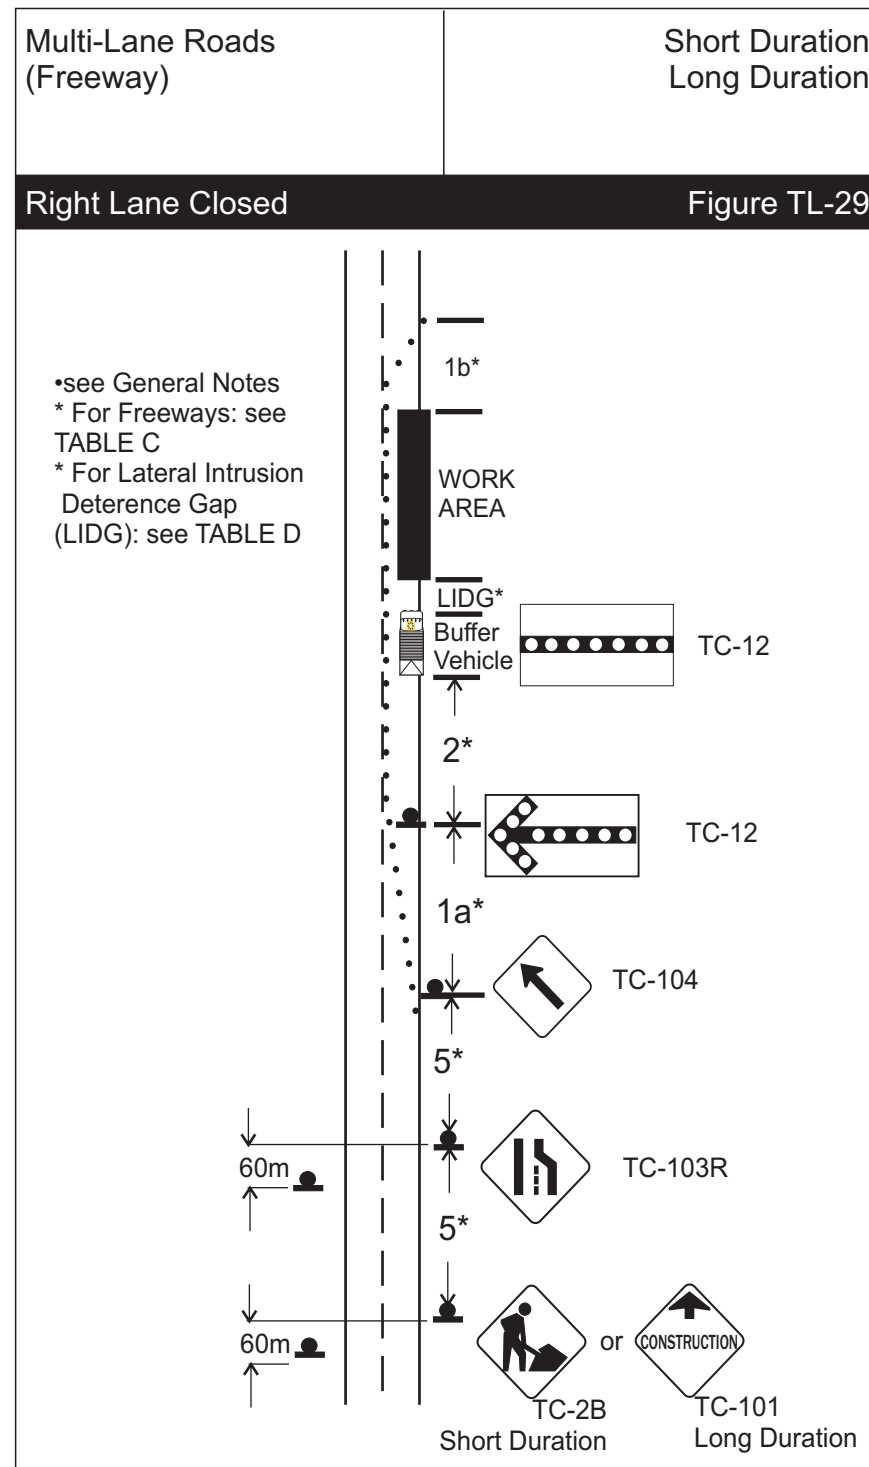 Multi-Lane Roads
(Freeway)
Short Duration
Long Duration
Right Lane Closed
Figure TL-29
1b*
•see General Notes
* For Freeways: see
TABLE C
* For Lateral Intrusion
Deterence Gap
(LIDG): see TABLE D
WORK
AREA
LIDG*
Buffer
Vehicle
TC-12
2*
TC-12
1a*
TC-104
5*
60m
TC-103R
5*
60m
or
CONSTRUCTION
TC-2B
Short Duration
TC-101
Long Duration